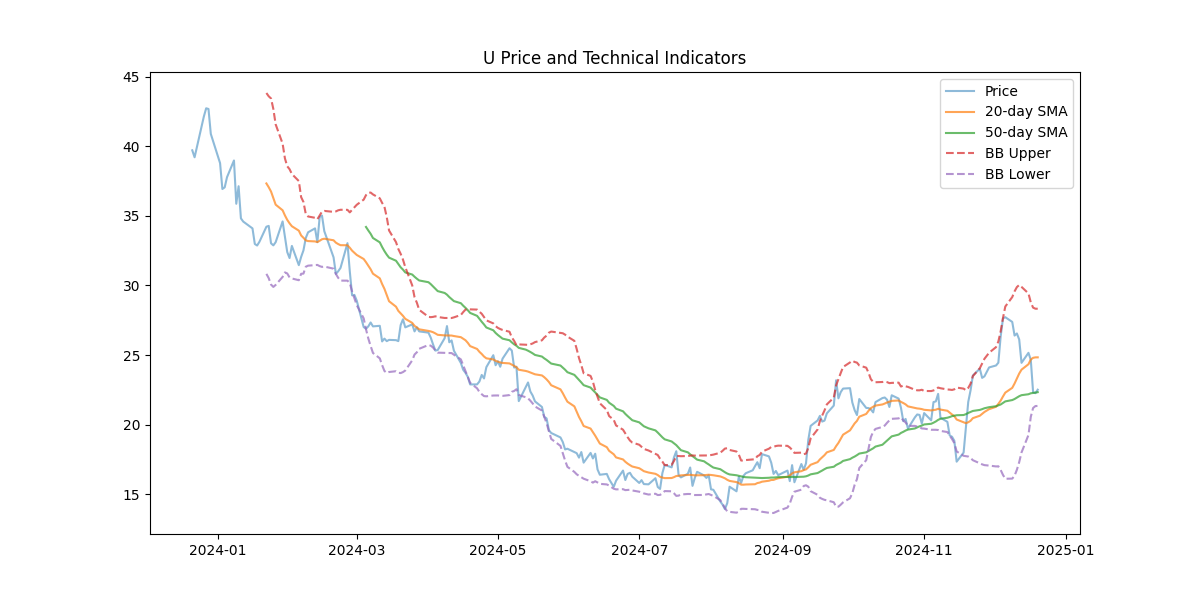 U Price and Technical Indicators
45
40
35
30
25
20
15
Price
20-day SMA
50-day SMA
BB Upper
BB Lower
2024-01
2024-03
2024-05
2024-07
2024-09
2024-11
2025-01